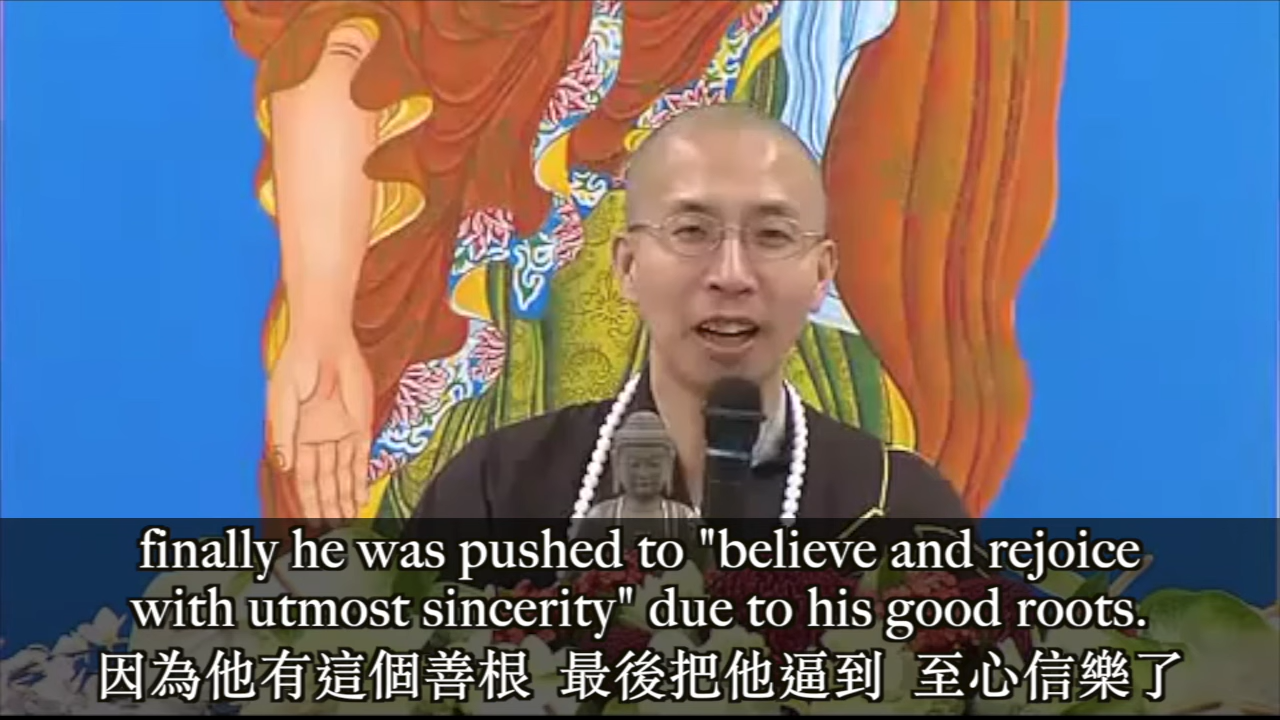 finally he was pushed to "believe and rejoice
with utmost sincerity" due to his good roots.
因為他有這個善根 最後把他逼到 至心信樂了